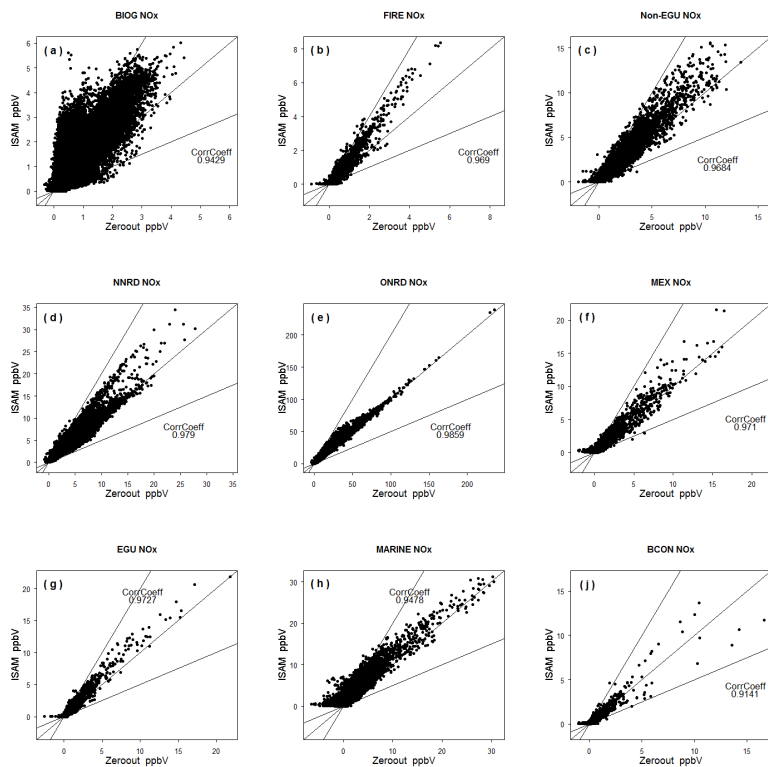 BIOG NOx
FIRE NOx
Non-EGU NOx
( a )
( b )
( c )
ISAM ppbV
0 1 2 3 4 5 6
CorrCoeff
0.9429
0 1 2 3 4 5 6
Zeroout ppbV
ISAM ppbV
0 2 4 6 8
CorrCoeff
0.969
0 2 4 6 8
Zeroout ppbV
ISAM ppbV
0 5 10 15
CorrCoeff
0.9684
0 5 10 15
Zeroout ppbV
NNRD NOx
ONRD NOx
MEX NOx
( d )
( e )
( f )
ISAM ppbV
0 5 10 15 20 25 30 35
CorrCoeff
0.979
0 5 10 15 20 25 30 35
Zeroout ppbV
ISAM ppbV
0 50 100 150 200
CorrCoeff
0.9859
0 50 100 150 200
Zeroout ppbV
ISAM ppbV
0 5 10 15 20
CorrCoeff
0.971
0 5 10 15 20
Zeroout ppbV
EGU NOx
MARINE NOx
BCON NOx
( g )
( h )
( j )
ISAM ppbV
0 5 10 15 20
CorrCoeff
0.9727
0 5 10 15 20
Zeroout ppbV
ISAM ppbV
0 10 20 30
CorrCoeff
0.9478
0 10 20 30
Zeroout ppbV
ISAM ppbV
0 5 10 15
CorrCoeff
0.9141
0 5 10 15
Zeroout ppbV